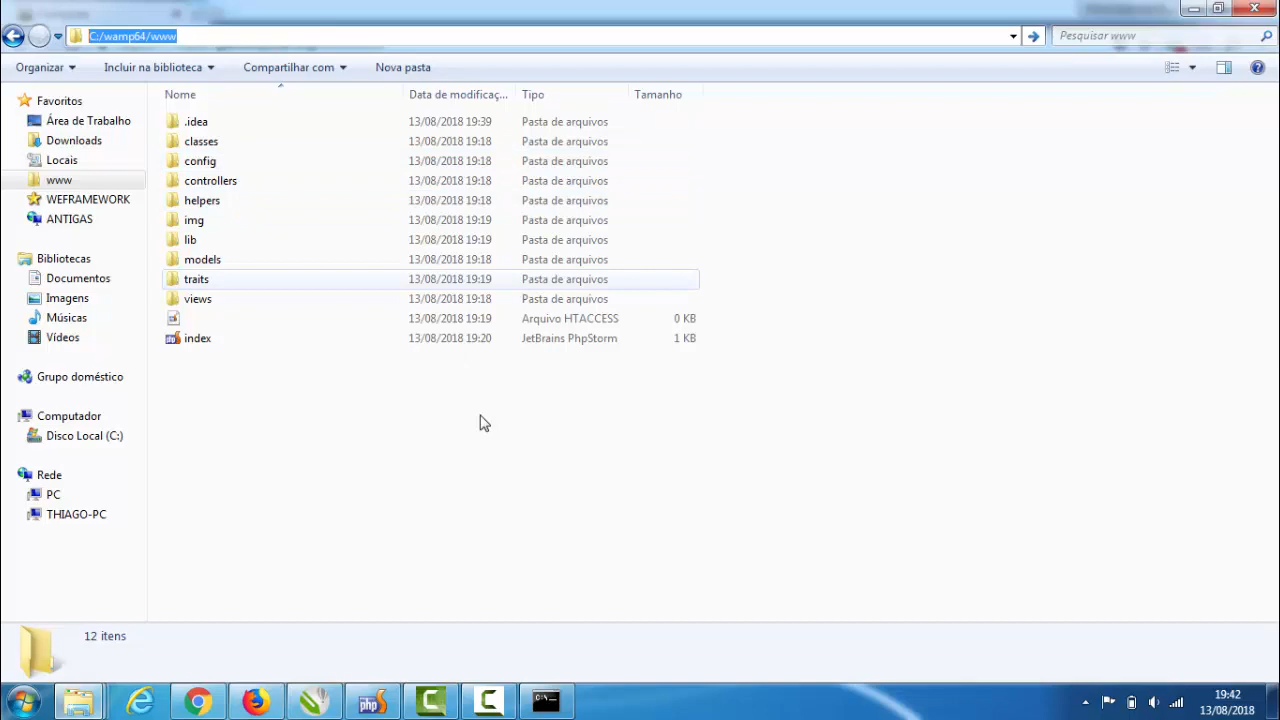 C:/wamp64/www
Pesquisar www
Organizar Incluir na biblioteca Compartilhar com Nova pasta
Nome Data de modificaç... Tipo Tamanho
Favoritos
Área de Trabalho
Downloads
Locais
www
WEFRAMEWORK
ANTIGAS
Bibliotecas
Documentos
Imagens
Músicas
Vídeos
Grupo doméstico
Computador
Disco Local (C:)
Rede
PC
THIAGO-PC
.idea 13/08/2018 19:39 Pasta de arquivos
classes 13/08/2018 19:18 Pasta de arquivos
config 13/08/2018 19:18 Pasta de arquivos
controllers 13/08/2018 19:18 Pasta de arquivos
helpers 13/08/2018 19:18 Pasta de arquivos
img 13/08/2018 19:19 Pasta de arquivos
lib 13/08/2018 19:19 Pasta de arquivos
models 13/08/2018 19:18 Pasta de arquivos
traits 13/08/2018 19:19 Pasta de arquivos
views 13/08/2018 19:18 Pasta de arquivos
13/08/2018 19:19 Arquivo HTACCESS 0 KB
index 13/08/2018 19:20 JetBrains PhpStorm 1 KB
12 itens
19:42
13/08/2018